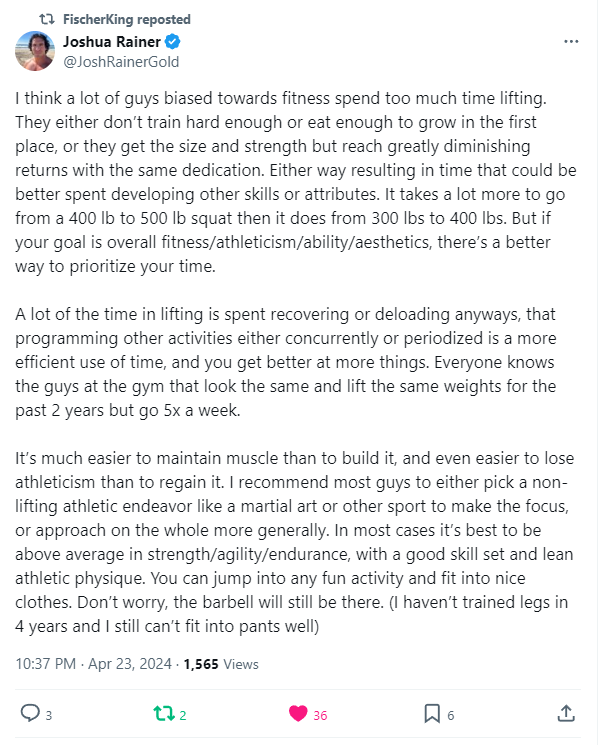 FischerKing reposted
Joshua Rainer
@JoshRainerGold
I think a lot of guys biased towards fitness spend too much time lifting.
They either don't train hard enough or eat enough to grow in the first
place, or they get the size and strength but reach greatly diminishing
returns with the same dedication. Either way resulting in time that could be
better spent developing other skills or attributes. It takes a lot more to go
from a 400 lb to 500 lb squat then it does from 300 lbs to 400 lbs. But if
your goal is overall fitness/athleticism/ability/aesthetics, there's a better
way to prioritize your time.
A lot of the time in lifting is spent recovering or deloading anyways, that
programming other activities either concurrently or periodized is a more
efficient use of time, and you get better at more things. Everyone knows
the guys at the gym that look the same and lift the same weights for the
past 2 years but go 5x a week.
It's much easier to maintain muscle than to build it, and even easier to lose
athleticism than to regain it. I recommend most guys to either pick a non-
lifting athletic endeavor like a martial art or other sport to make the focus,
or approach on the whole more generally. In most cases it's best to be
above average in strength/agility/endurance, with a good skill set and lean
athletic physique. You can jump into any fun activity and fit into nice
clothes. Don't worry, the barbell will still be there. (I haven't trained legs in
4 years and I still can't fit into pants well)
10:37 PM · Apr 23, 2024 · 1,565 Views
3 2 36 6